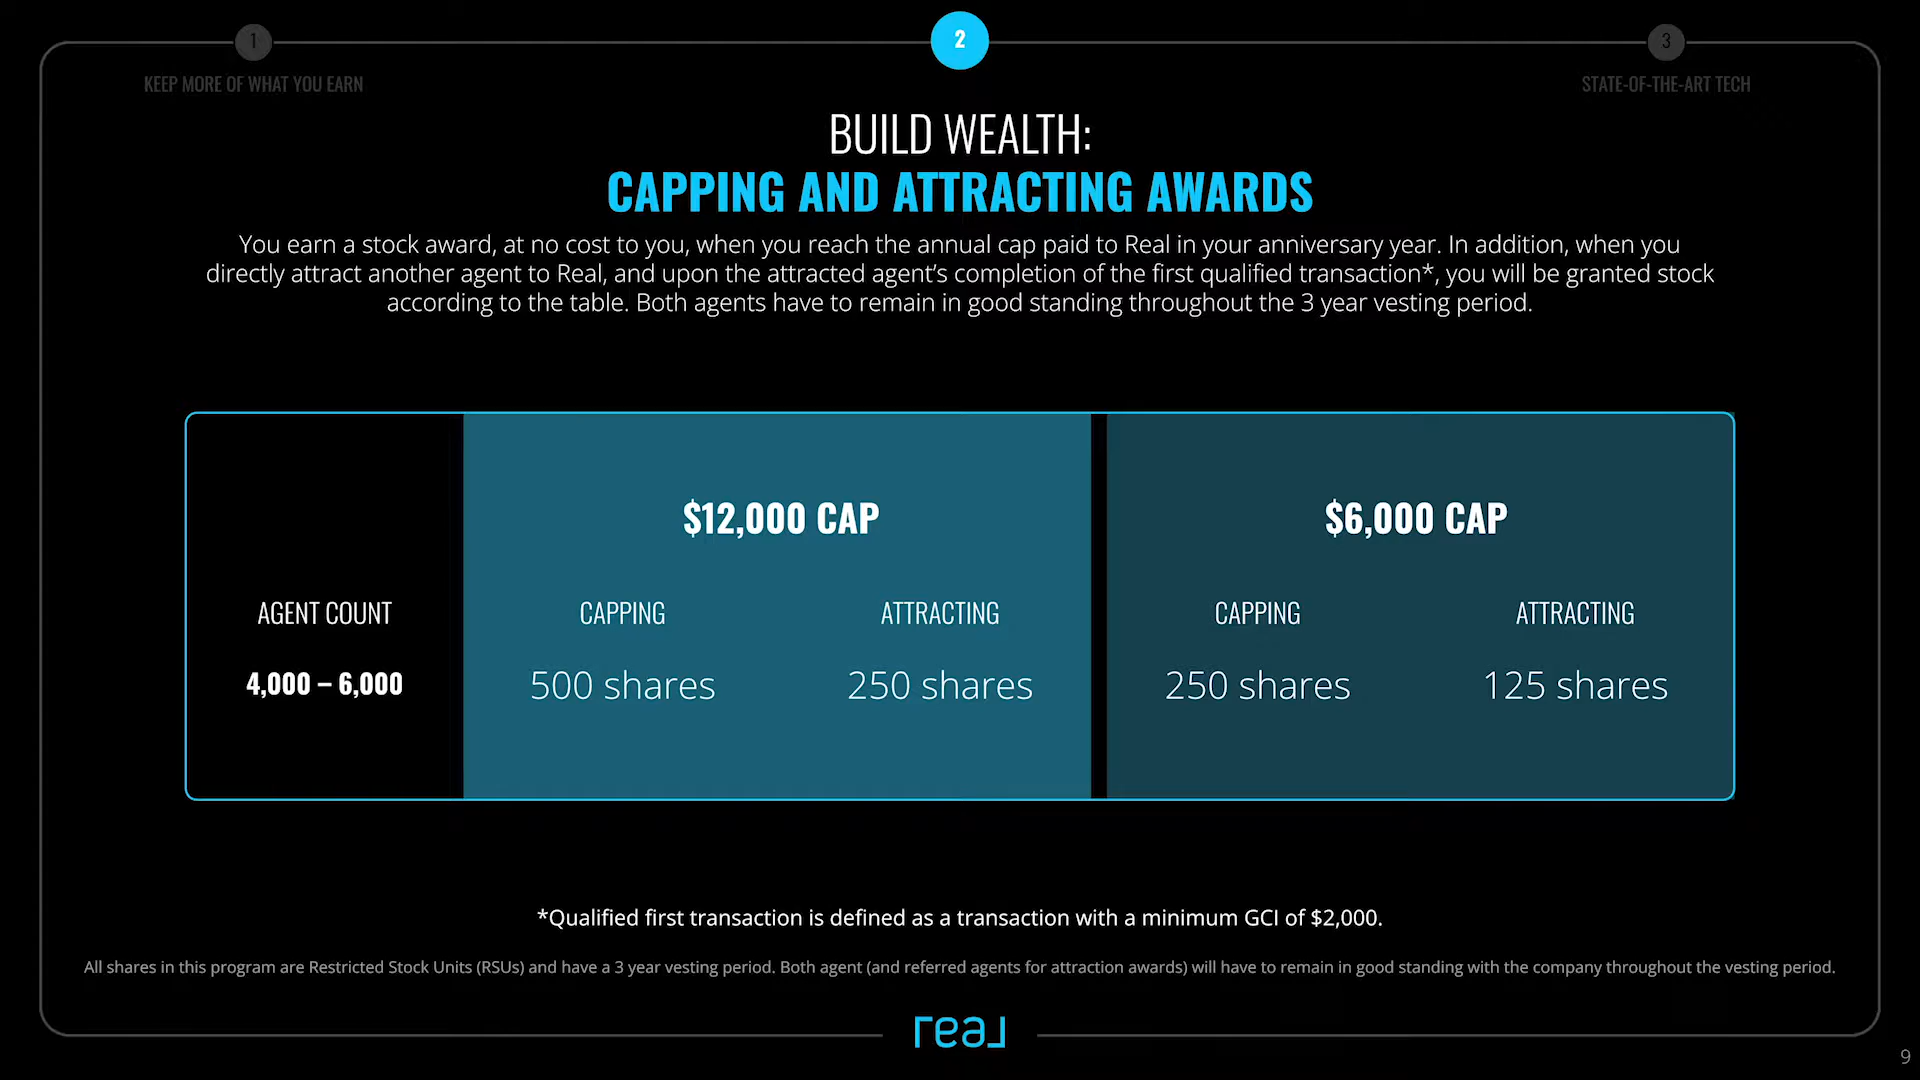 1
2
3
KEEP MORE OF WHAT YOU EARN
STATE-OF-THE-ART TECH
BUILD WEALTH:
CAPPING AND ATTRACTING AWARDS
You earn a stock award, at no cost to you, when you reach the annual cap paid to Real in your anniversary year. In addition, when you
directly attract another agent to Real, and upon the attracted agent’s completion of the first qualified transaction*, you will be granted stock
according to the table. Both agents have to remain in good standing throughout the 3 year vesting period.
$12,000 CAP
$6,000 CAP
AGENT COUNT
CAPPING
ATTRACTING
CAPPING
ATTRACTING
4,000 – 6,000
500 shares
250 shares
250 shares
125 shares
*Qualified first transaction is defined as a transaction with a minimum GCI of $2,000.
All shares in this program are Restricted Stock Units (RSUs) and have a 3 year vesting period. Both agent (and referred agents for attraction awards) will have to remain in good standing with the company throughout the vesting period.
real
9